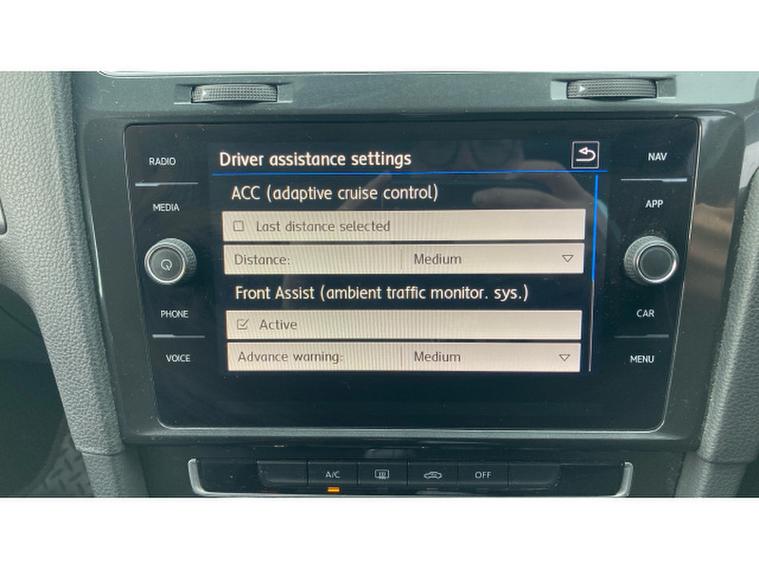 RADIO
MEDIA
PHONE
VOICE
Driver assistance settings
ACC (adaptive cruise control)
Last distance selected
Distance: Medium
Front Assist (ambient traffic monitor. sys.)
Active
Advance warning: Medium
NAV
APP
CAR
MENU
A/C
OFF